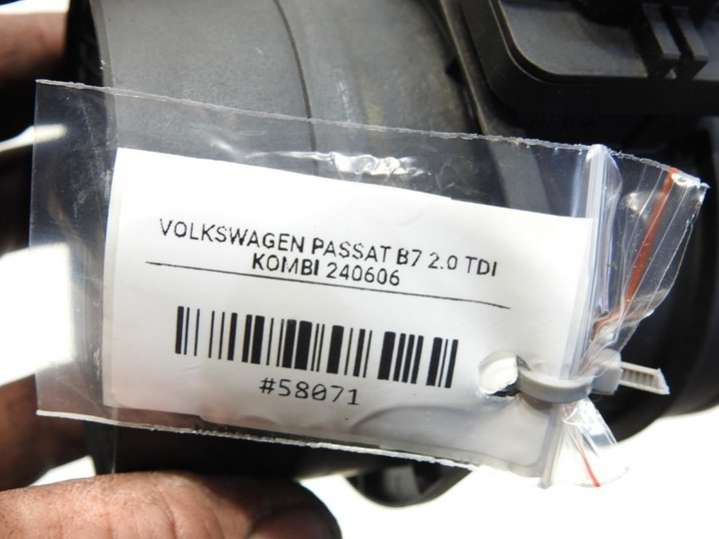 VOLKSWAGEN PASSAT B7 2.0 TDI
KOMBI 240606
#58071